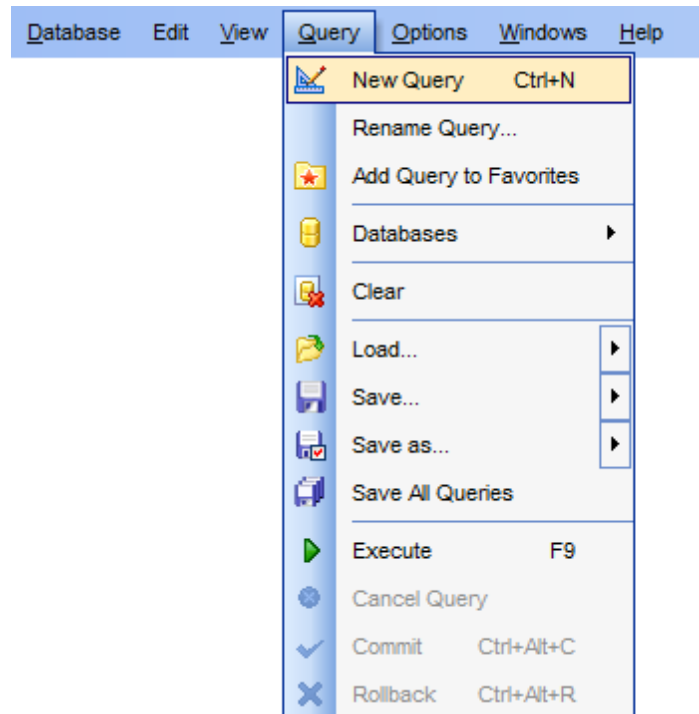 Database Edit View Query Options Windows Help
New Query Ctrl+N
Rename Query...
Add Query to Favorites
Databases
Clear
Load...
Save...
Save as...
Save All Queries
Execute F9
Cancel Query
Commit Ctrl+Alt+C
Rollback Ctrl+Alt+R